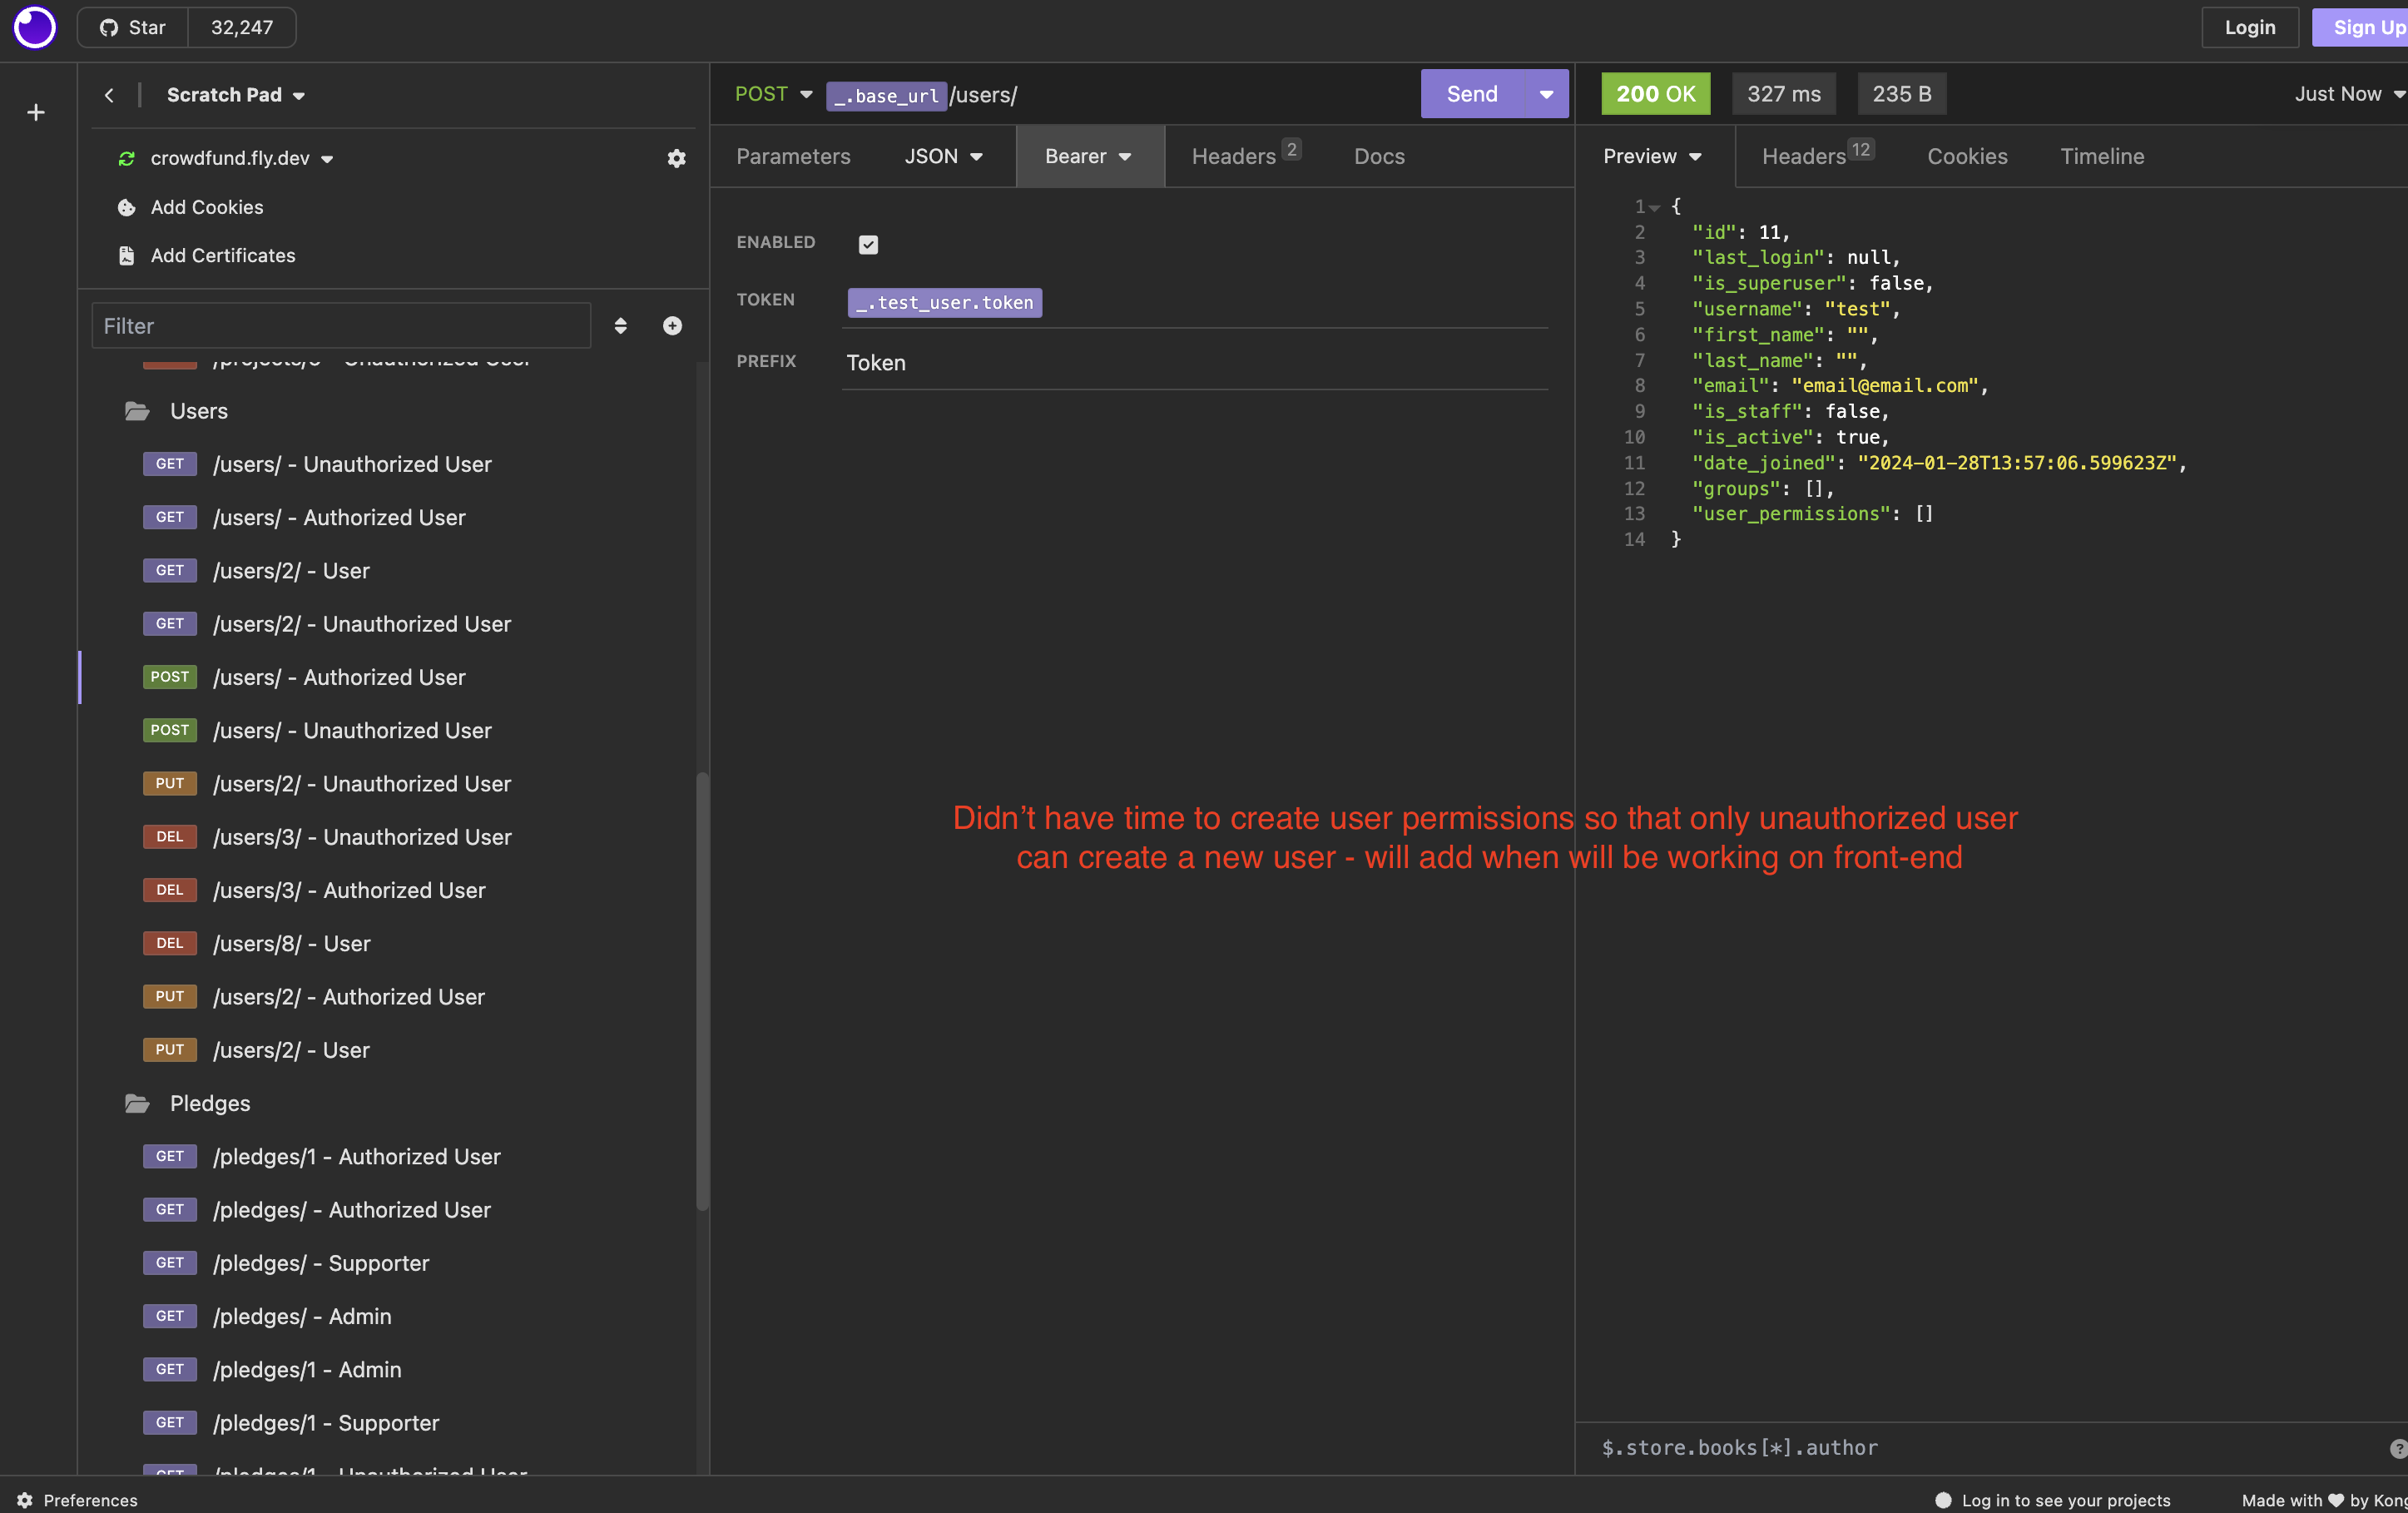 Star 32,247
Login
Sign Up
Scratch Pad
crowdfund.fly.dev
Add Cookies
Add Certificates
Filter
/projects/3 - Unauthorized User
Users
GET /users/ - Unauthorized User
GET /users/ - Authorized User
GET /users/2/ - User
GET /users/2/ - Unauthorized User
POST /users/ - Authorized User
POST /users/ - Unauthorized User
PUT /users/2/ - Unauthorized User
DEL /users/3/ - Unauthorized User
DEL /users/3/ - Authorized User
DEL /users/8/ - User
PUT /users/2/ - Authorized User
PUT /users/2/ - User
Pledges
GET /pledges/1 - Authorized User
GET /pledges/ - Authorized User
GET /pledges/ - Supporter
GET /pledges/ - Admin
GET /pledges/1 - Admin
GET /pledges/1 - Supporter
GET /pledges/1 - Unauthorized User
POST _.base_url/users/
Send
Parameters JSON Bearer Headers 2 Docs
ENABLED
TOKEN _.test_user.token
PREFIX Token
Didn't have time to create user permissions so that only unauthorized user
can create a new user - will add when will be working on front-end
200 OK 327 ms 235 B Just Now
Preview Headers 12 Cookies Timeline
1 {
2 "id": 11,
3 "last_login": null,
4 "is_superuser": false,
5 "username": "test",
6 "first_name": "",
7 "last_name": "",
8 "email": "email@email.com",
9 "is_staff": false,
10 "is_active": true,
11 "date_joined": "2024-01-28T13:57:06.599623Z",
12 "groups": [],
13 "user_permissions": []
14 }
$.store.books[*].author
Preferences
Log in to see your projects
Made with ♥ by Kong